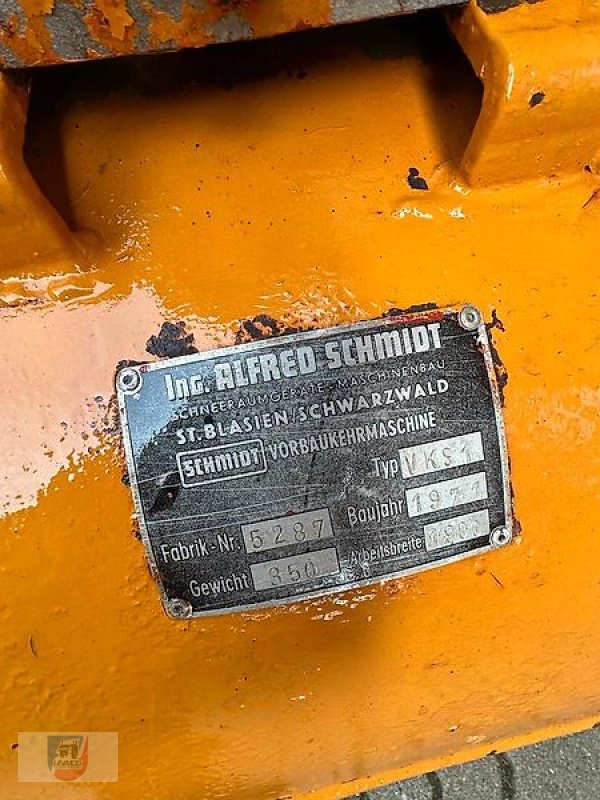 Ing. ALFRED SCHMIDT
SCHNEERÄUMGERÄTE - MASCHINENBAU
ST. BLASIEN/SCHWARZWALD
SCHMIDT VORBAUKEHRMASCHINE
Typ VKS1
Fabrik-Nr. 5287 Baujahr 1971
Gewicht 350 Arbeitsbreite
UNIMOG